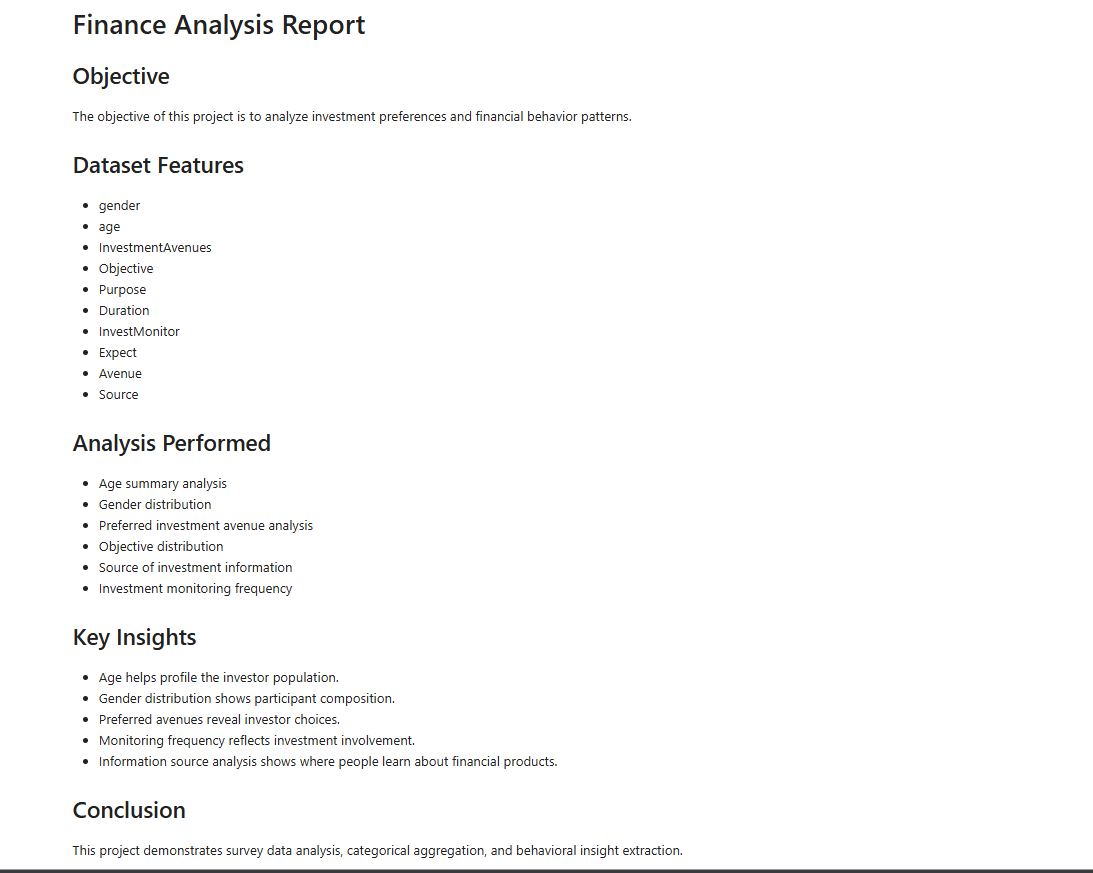 Finance Analysis Report
Objective
The objective of this project is to analyze investment preferences and financial behavior patterns.
Dataset Features
• gender
• age
• InvestmentAvenues
• Objective
• Purpose
• Duration
• InvestMonitor
• Expect
• Avenue
• Source
Analysis Performed
• Age summary analysis
• Gender distribution
• Preferred investment avenue analysis
• Objective distribution
• Source of investment information
• Investment monitoring frequency
Key Insights
• Age helps profile the investor population.
• Gender distribution shows participant composition.
• Preferred avenues reveal investor choices.
• Monitoring frequency reflects investment involvement.
• Information source analysis shows where people learn about financial products.
Conclusion
This project demonstrates survey data analysis, categorical aggregation, and behavioral insight extraction.